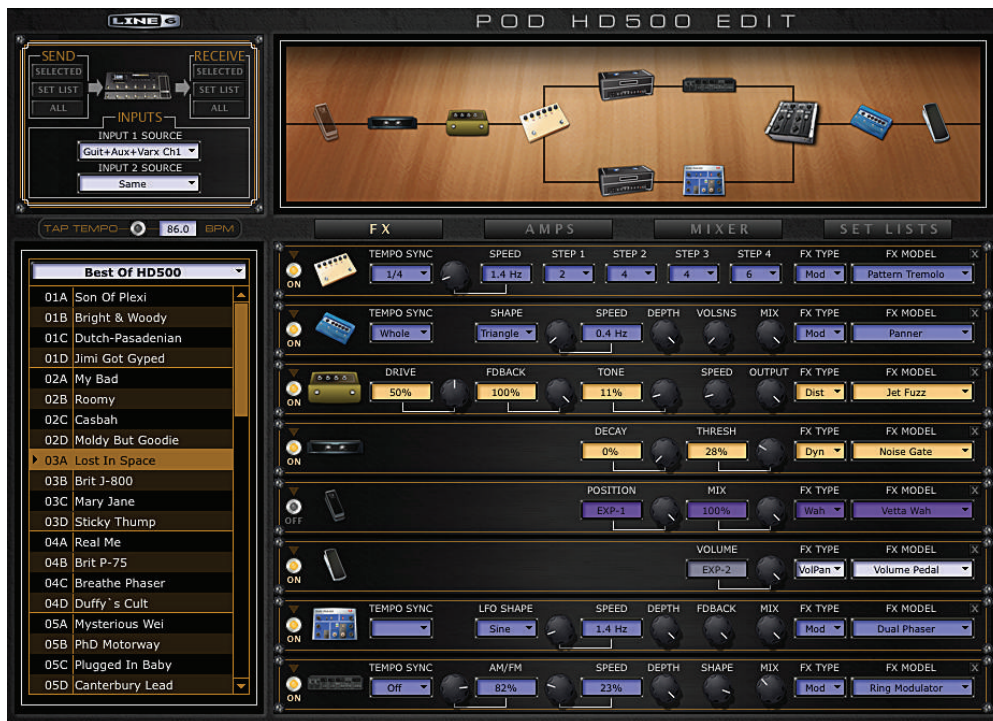 LINE 6
POD HD500 EDIT
SEND
RECEIVE
SELECTED
SELECTED
SET LIST
SET LIST
ALL
ALL
INPUTS
INPUT 1 SOURCE
Guit+Aux+Varx Ch1
INPUT 2 SOURCE
Same
TAP TEMPO 86.0 BPM
FX AMPS MIXER SET LISTS
Best Of HD500
01A Son Of Plexi
01B Bright & Woody
01C Dutch-Pasadenian
01D Jimi Got Gyped
02A My Bad
02B Roomy
02C Casbah
02D Moldy But Goodie
03A Lost In Space
03B Brit J-800
03C Mary Jane
03D Sticky Thump
04A Real Me
04B Brit P-75
04C Breathe Phaser
04D Duffy`s Cult
05A Mysterious Wei
05B PhD Motorway
05C Plugged In Baby
05D Canterbury Lead
TEMPO SYNC SPEED STEP 1 STEP 2 STEP 3 STEP 4 FX TYPE FX MODEL X
ON 1/4 1.4 Hz 2 4 4 6 Mod Pattern Tremolo
TEMPO SYNC SHAPE SPEED DEPTH VOLSNS MIX FX TYPE FX MODEL X
ON Whole Triangle 0.4 Hz Mod Panner
DRIVE FDBACK TONE SPEED OUTPUT FX TYPE FX MODEL X
ON 50% 100% 11% Dist Jet Fuzz
DECAY THRESH FX TYPE FX MODEL X
ON 0% 28% Dyn Noise Gate
POSITION MIX FX TYPE FX MODEL X
OFF EXP-1 100% Wah Vetta Wah
VOLUME FX TYPE FX MODEL X
ON EXP-2 VolPan Volume Pedal
TEMPO SYNC LFO SHAPE SPEED DEPTH FDBACK MIX FX TYPE FX MODEL X
ON Sine 1.4 Hz Mod Dual Phaser
TEMPO SYNC AM/FM SPEED DEPTH SHAPE MIX FX TYPE FX MODEL X
ON Off 82% 23% Mod Ring Modulator